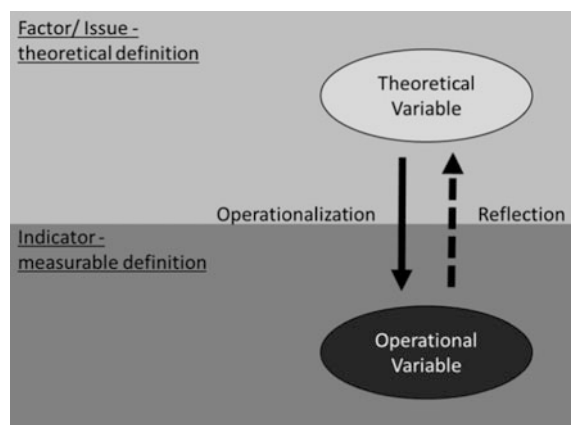 Factor/ Issue -
theoretical definition
Theoretical
Variable
Operationalization
Reflection
Indicator -
measurable definition
Operational
Variable